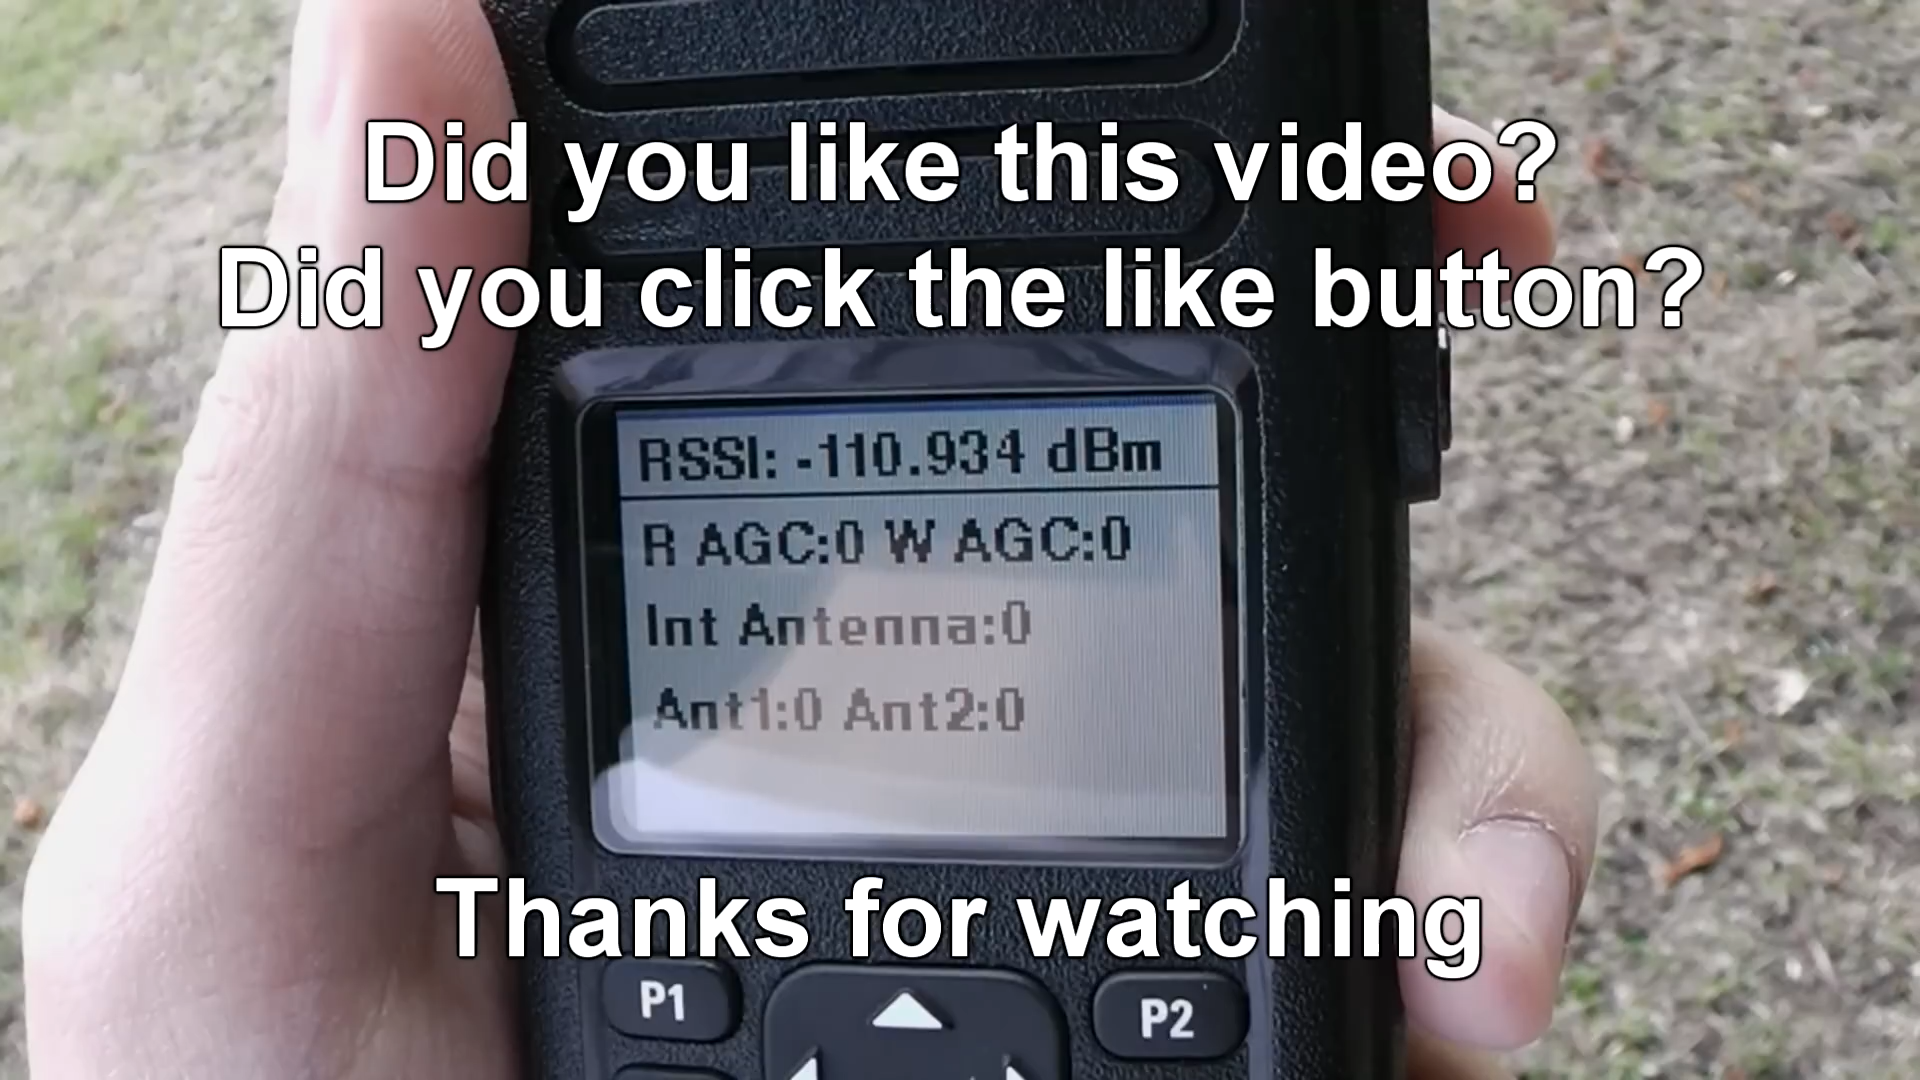 Did you like this video?
Did you click the like button?
RSSI: -110.934 dBm
R AGC:0 W AGC:0
Int Antenna:0
Ant1:0 Ant2:0
Thanks for watching
P1
P2